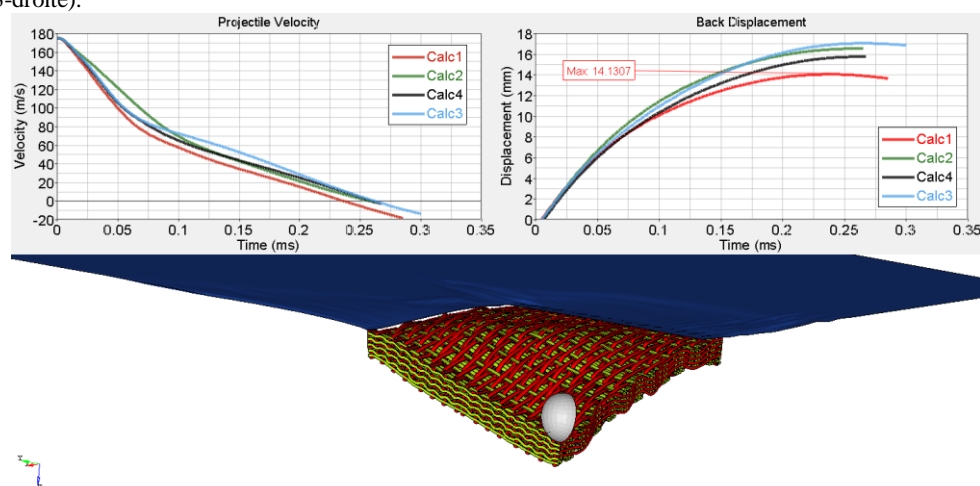 s-droite).
Projectile Velocity
180
160
140
120
100
80
60
40
20
0
-20
Velocity (m/s)
0 0.05 0.1 0.15 0.2 0.25 0.3 0.35
Time (ms)
Calc1
Calc2
Calc4
Calc3
Back Displacement
18
16
14
12
10
8
6
4
2
0
Displacement (mm)
Max 14.1307
0 0.05 0.1 0.15 0.2 0.25 0.3 0.35
Time (ms)
Calc1
Calc2
Calc4
Calc3